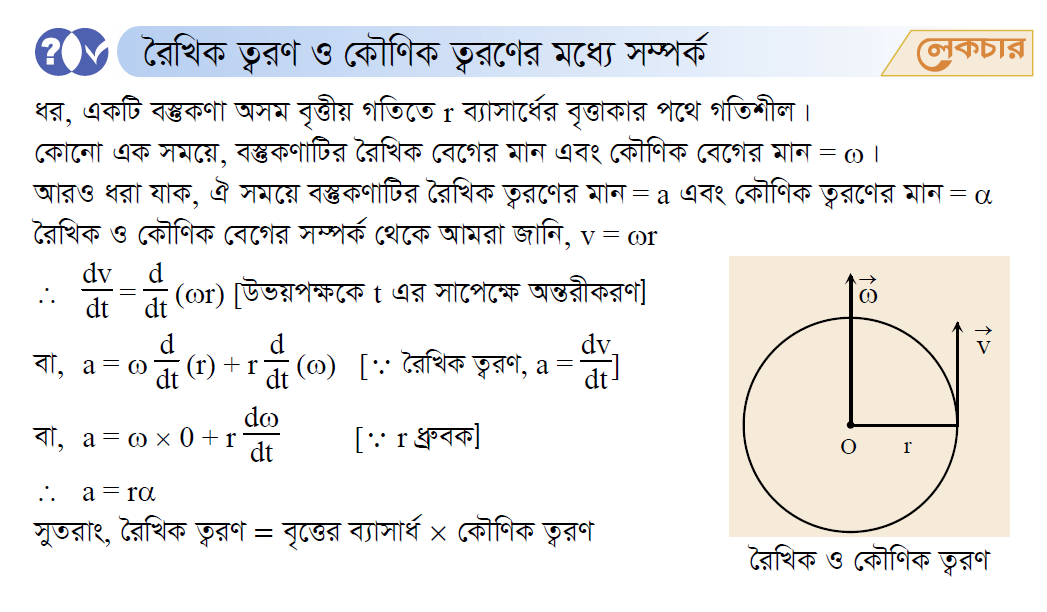 রৈখিক ত্বরণ ও কৌণিক ত্বরণের মধ্যে সম্পর্ক
লেকচার
ধর, একটি বস্তুকণা অসম বৃত্তীয় গতিতে r ব্যাসার্ধের বৃত্তাকার পথে গতিশীল।
কোনো এক সময়ে, বস্তুকণাটির রৈখিক বেগের মান এবং কৌণিক বেগের মান = ω।
আরও ধরা যাক, ঐ সময়ে বস্তুকণাটির রৈখিক ত্বরণের মান = a এবং কৌণিক ত্বরণের মান = α
রৈখিক ও কৌণিক বেগের সম্পর্ক থেকে আমরা জানি, v = ωr
∴ dv/dt = d/dt (ωr) [উভয়পক্ষকে t এর সাপেক্ষে অন্তরীকরণ]
বা, a = ω d/dt (r) + r d/dt (ω) [∵ রৈখিক ত্বরণ, a = dv/dt]
বা, a = ω × 0 + r dω/dt [∵ r ধ্রুবক]
∴ a = rα
সুতরাং, রৈখিক ত্বরণ = বৃত্তের ব্যাসার্ধ × কৌণিক ত্বরণ
ω⃗
v⃗
O r
রৈখিক ও কৌণিক ত্বরণ